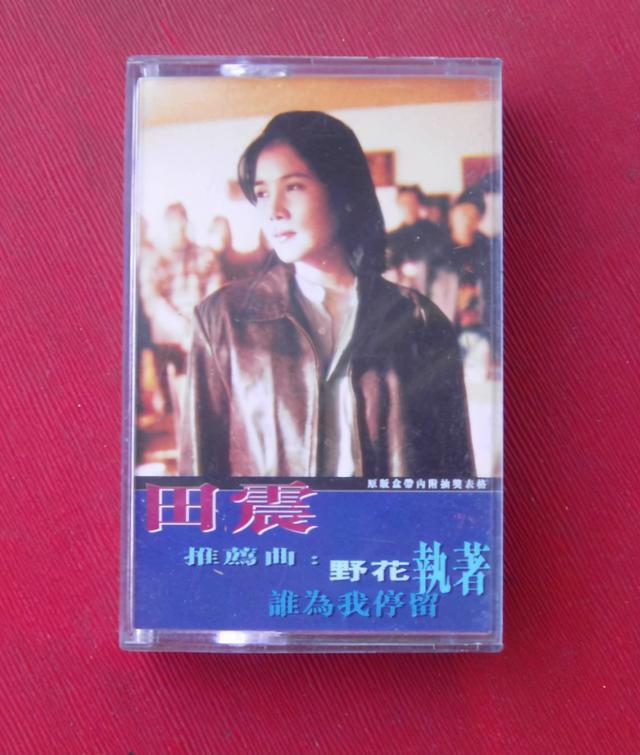 原版盒帶內附抽獎表格
田震
推薦曲：野花執著
誰為我停留